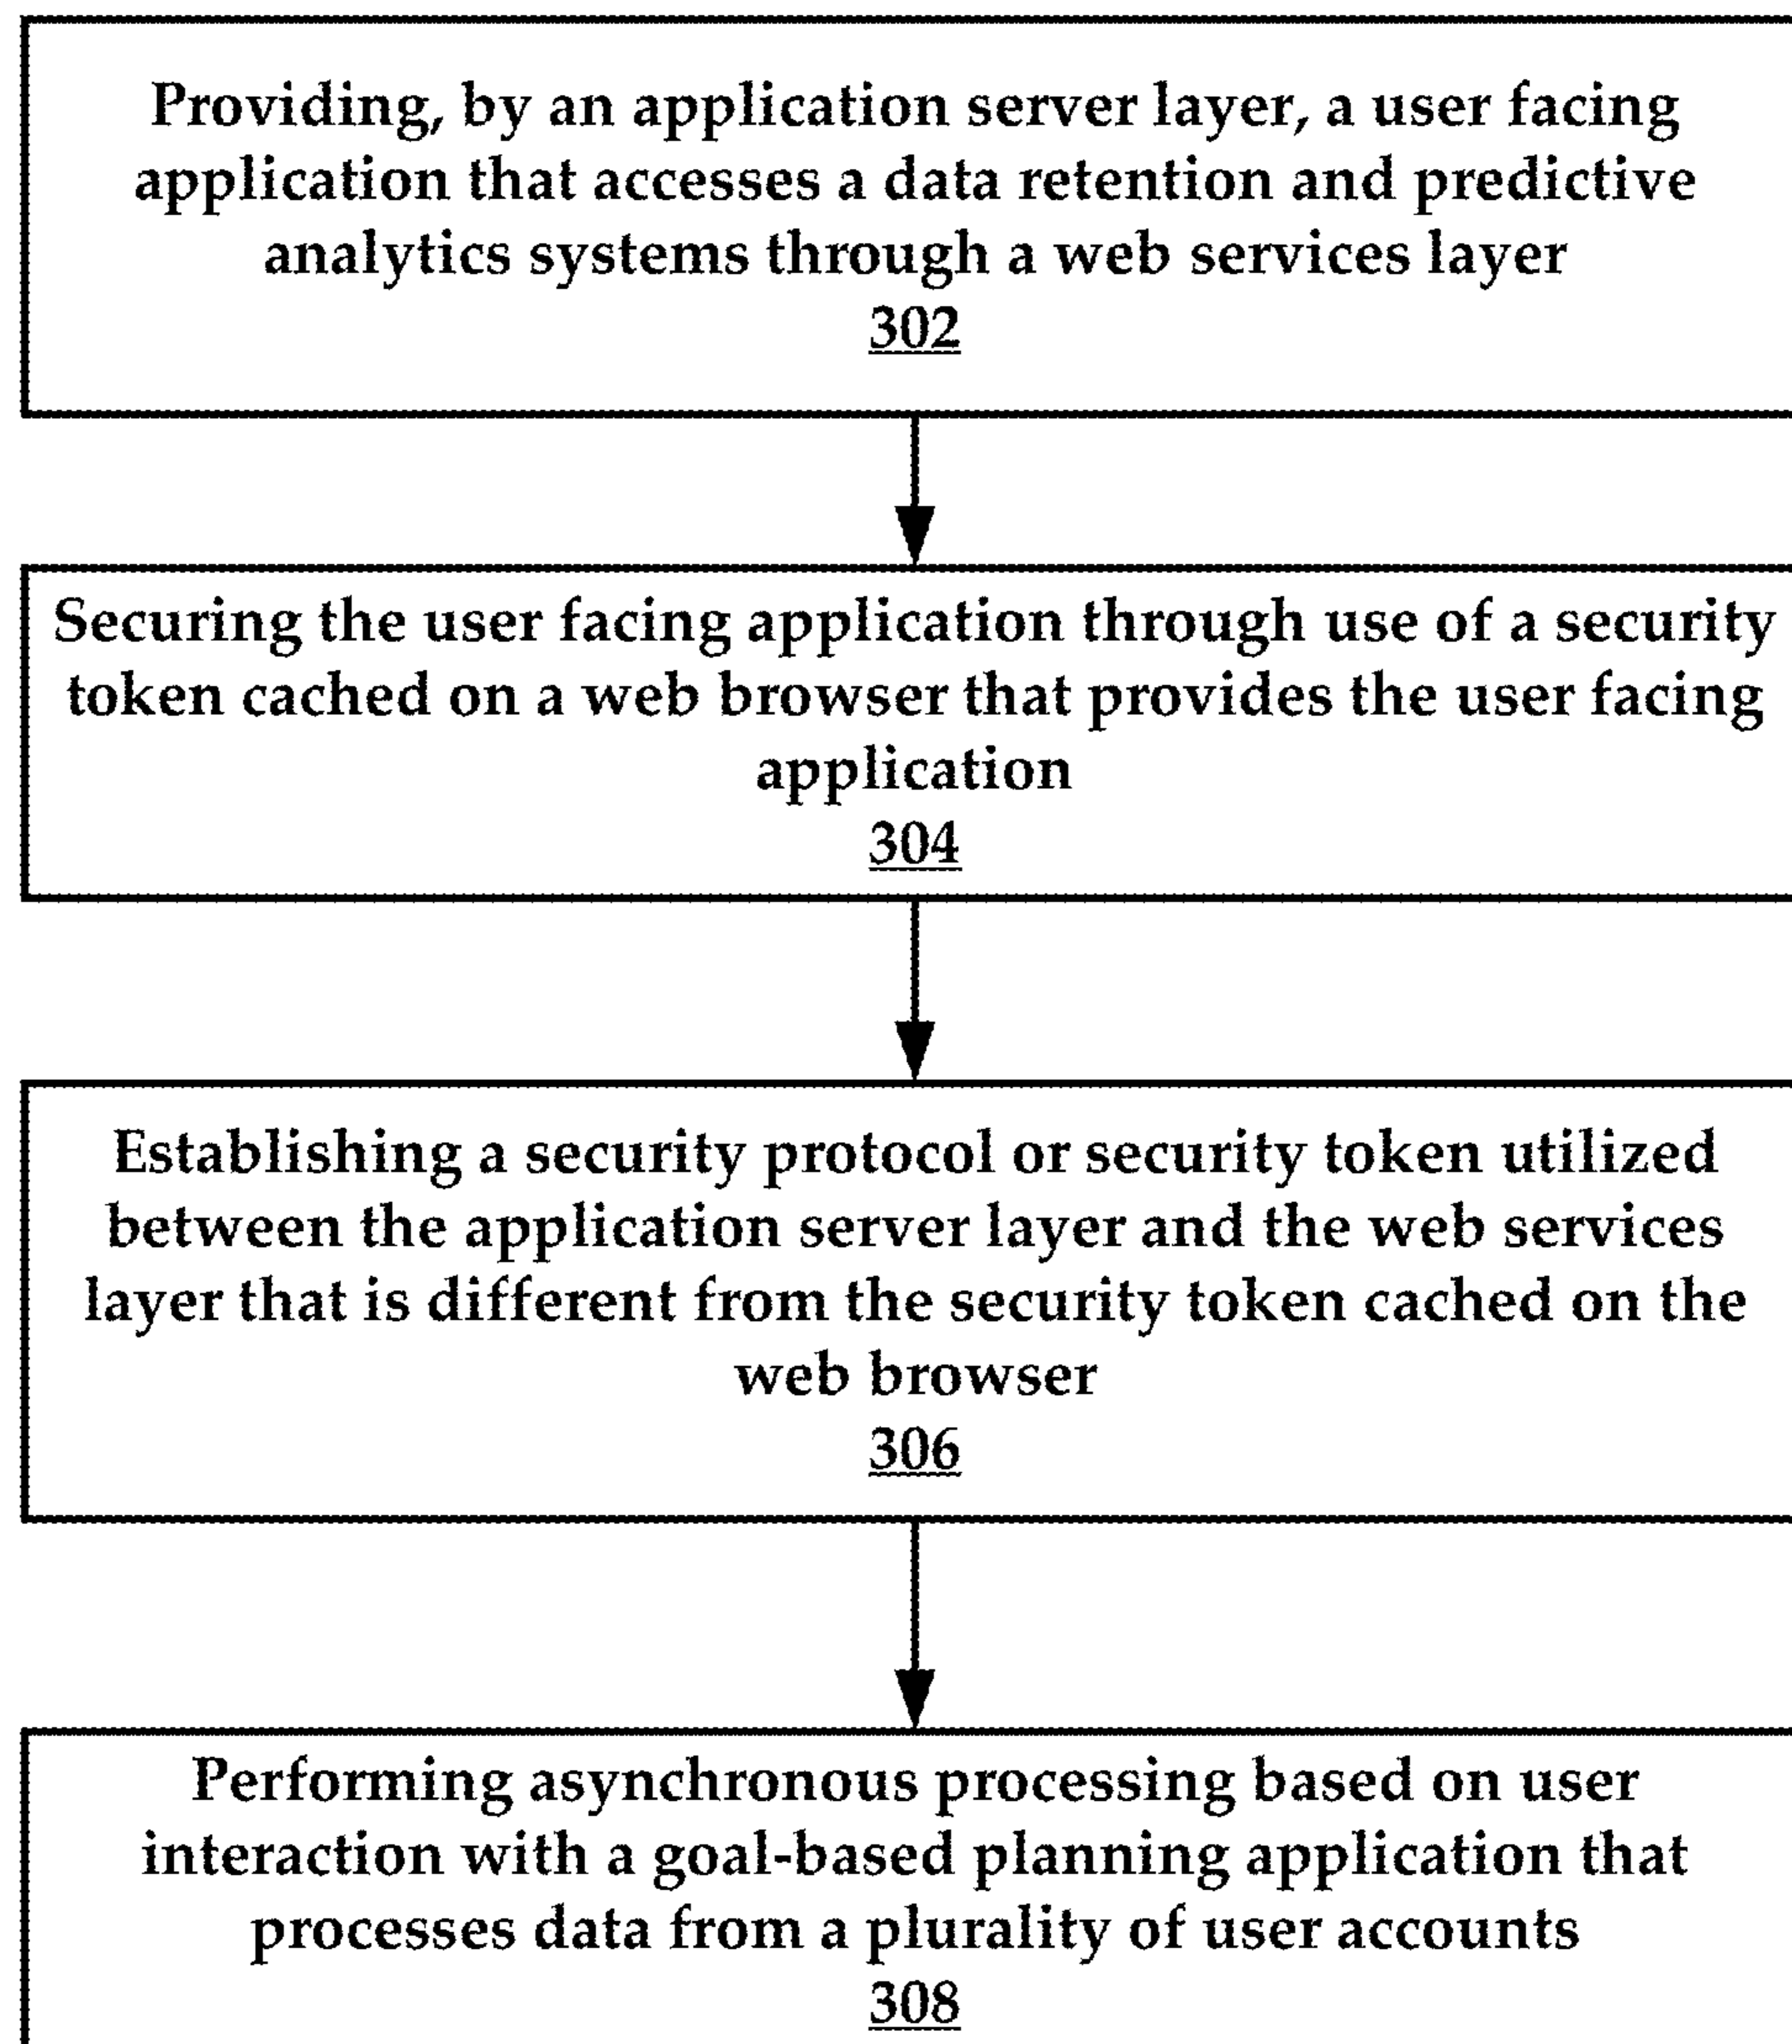 Providing, by an application server layer, a user facing
application that accesses a data retention and predictive
analytics systems through a web services layer
302
Securing the user facing application through use of a security
token cached on a web browser that provides the user facing
application
304
Establishing a security protocol or security token utilized
between the application server layer and the web services
layer that is different from the security token cached on the
web browser
306
Performing asynchronous processing based on user
interaction with a goal-based planning application that
processes data from a plurality of user accounts
308